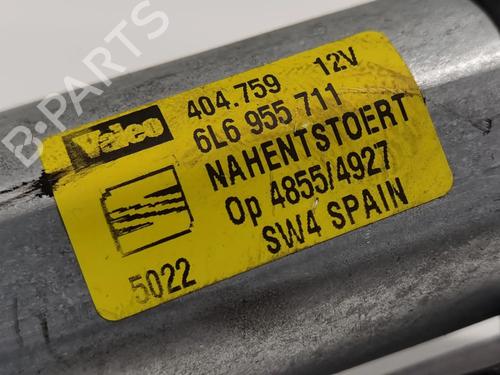 B-PARTS
Valeo
404.759 12V
6L6 955 711
NAHENTSTOERT
Op 4855/4927
SW4 SPAIN
5022